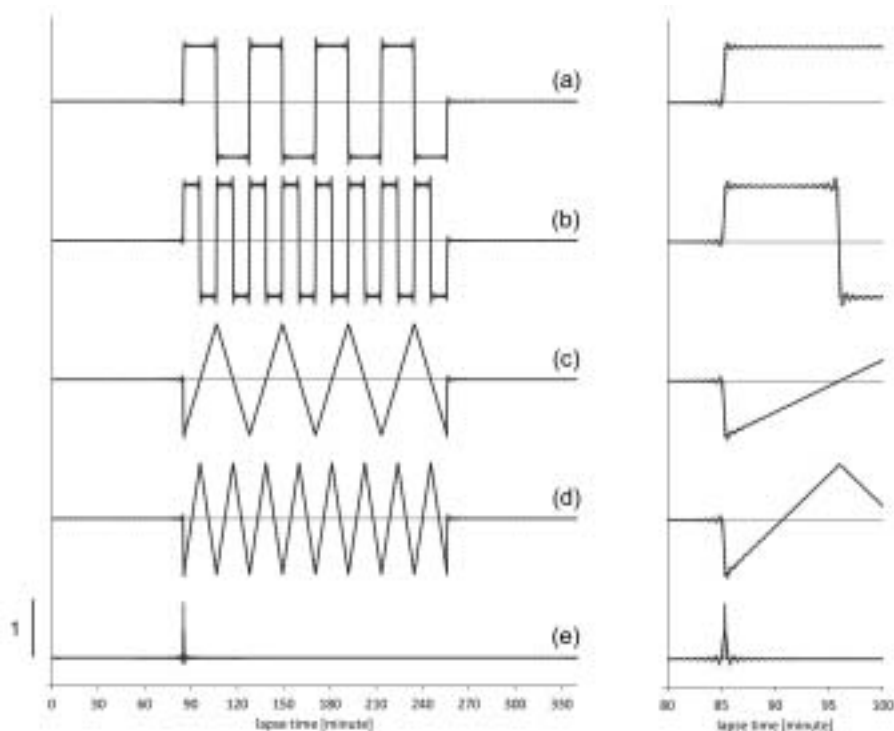 (a)
(b)
(c)
(d)
1
(e)
0 30 60 90 120 150 180 210 240 270 300 330
lapse time [minute]
80 85 90 95 100
lapse time [minute]